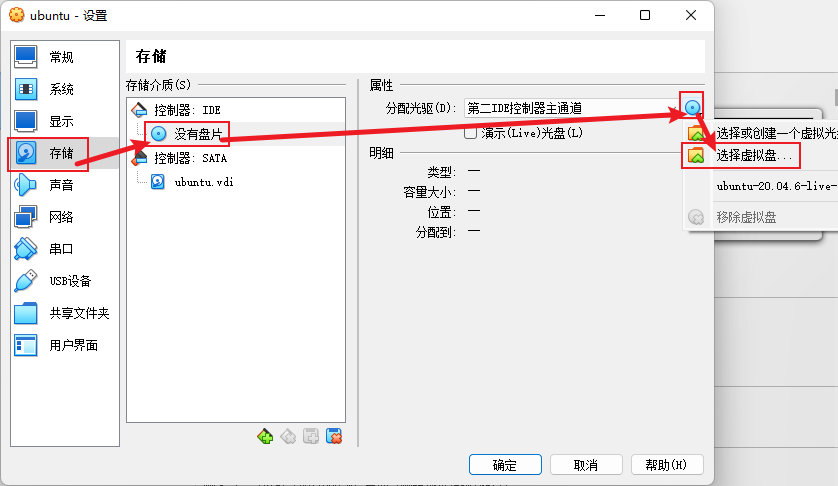 ubuntu - 设置
常规
系统
显示
存储
声音
网络
串口
USB设备
共享文件夹
用户界面
存储
存储介质(S)
控制器: IDE
没有盘片
控制器: SATA
ubuntu.vdi
属性
分配光驱(D): 第二IDE控制器主通道
演示(Live)光盘(L)
明细
类型: —
容量大小: —
位置: —
分配到: —
选择或创建一个虚拟光
选择虚拟盘...
ubuntu-20.04.6-live-
移除虚拟盘
确定
取消
帮助(H)